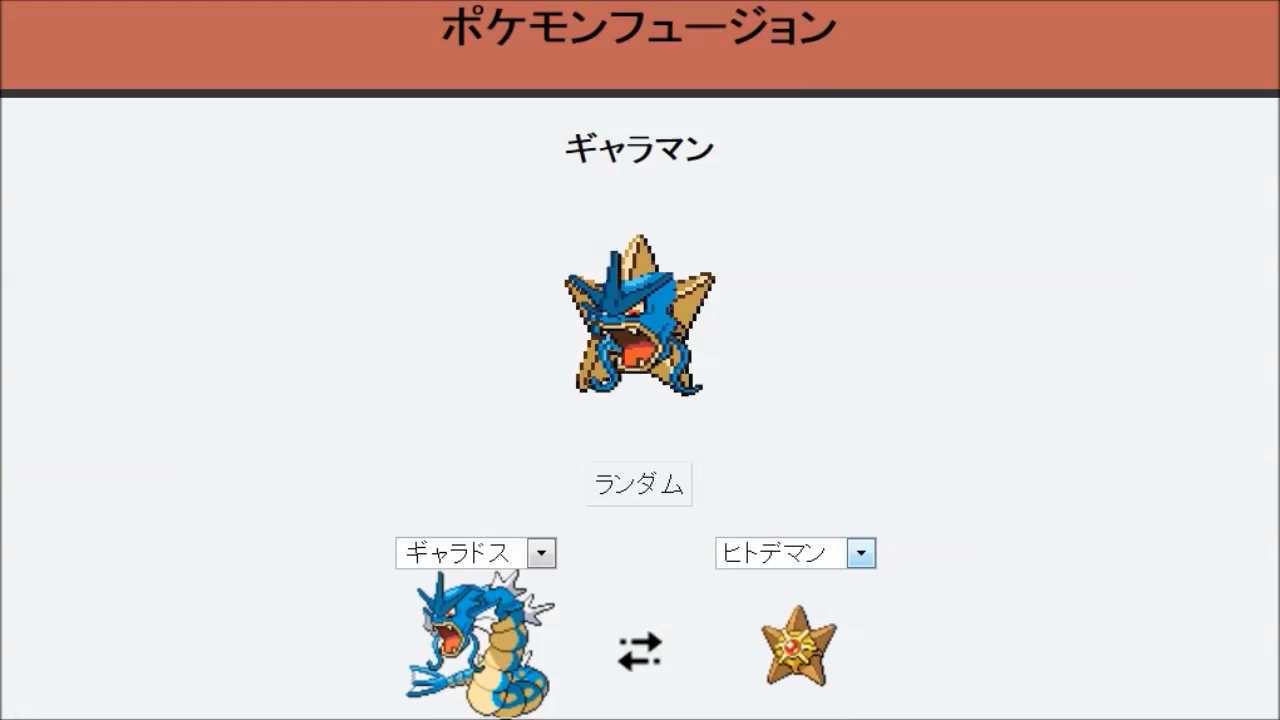 ポケモンフュージョン
ギャラマン
ランダム
ギャラドス
ヒトデマン